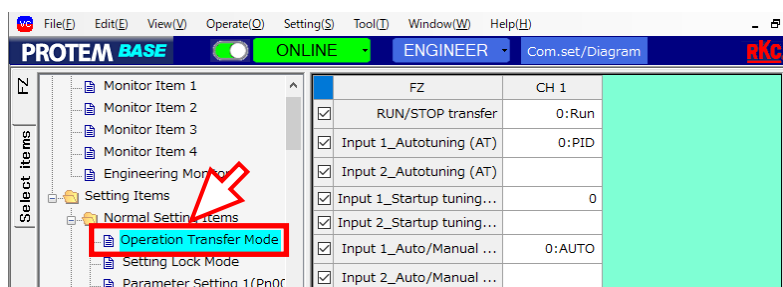 VC File(F) Edit(E) View(V) Operate(O) Setting(S) Tool(T) Window(W) Help(H)
PROTEM BASE ONLINE ENGINEER Com.set/Diagram RKC
FZ
Select items
Monitor Item 1
Monitor Item 2
Monitor Item 3
Monitor Item 4
Engineering Mon
Setting Items
Normal Setting Items
Operation Transfer Mode
Setting Lock Mode
Parameter Setting 1(Pn00
FZ CH 1
RUN/STOP transfer 0:Run
Input 1_Autotuning (AT) 0:PID
Input 2_Autotuning (AT)
Input 1_Startup tuning... 0
Input 2_Startup tuning...
Input 1_Auto/Manual ... 0:AUTO
Input 2_Auto/Manual ...